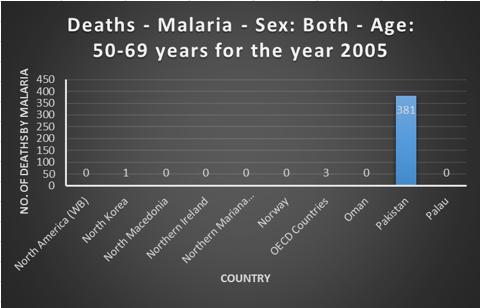 Deaths - Malaria - Sex: Both - Age:
50-69 years for the year 2005
NO. OF DEATHS BY MALARIA
450
400
350
300
250
200
150
100
50
0
0 1 0 0 0 0 3 0 381 0
North America (WB)
North Korea
North Macedonia
Northern Ireland
Northern Mariana...
Norway
OECD Countries
Oman
Pakistan
Palau
COUNTRY